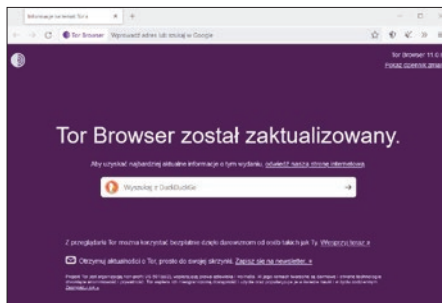 Informacje na temat Tora
Tor Browser Wprowadź adres lub szukaj w Google
Tor Browser 11.0
Pokaż dziennik zmian
Tor Browser został zaktualizowany.
Aby uzyskać najbardziej aktualne informacje o tym wydaniu, odwiedź naszą stronę internetową.
Wyszukaj z DuckDuckGo
Z przeglądarki Tor można korzystać bezpłatnie dzięki darowiznom od osób takich jak Ty. Wesprzyj teraz »
Otrzymuj aktualności o Tor, prosto do swojej skrzynki. Zapisz się na newsletter. »